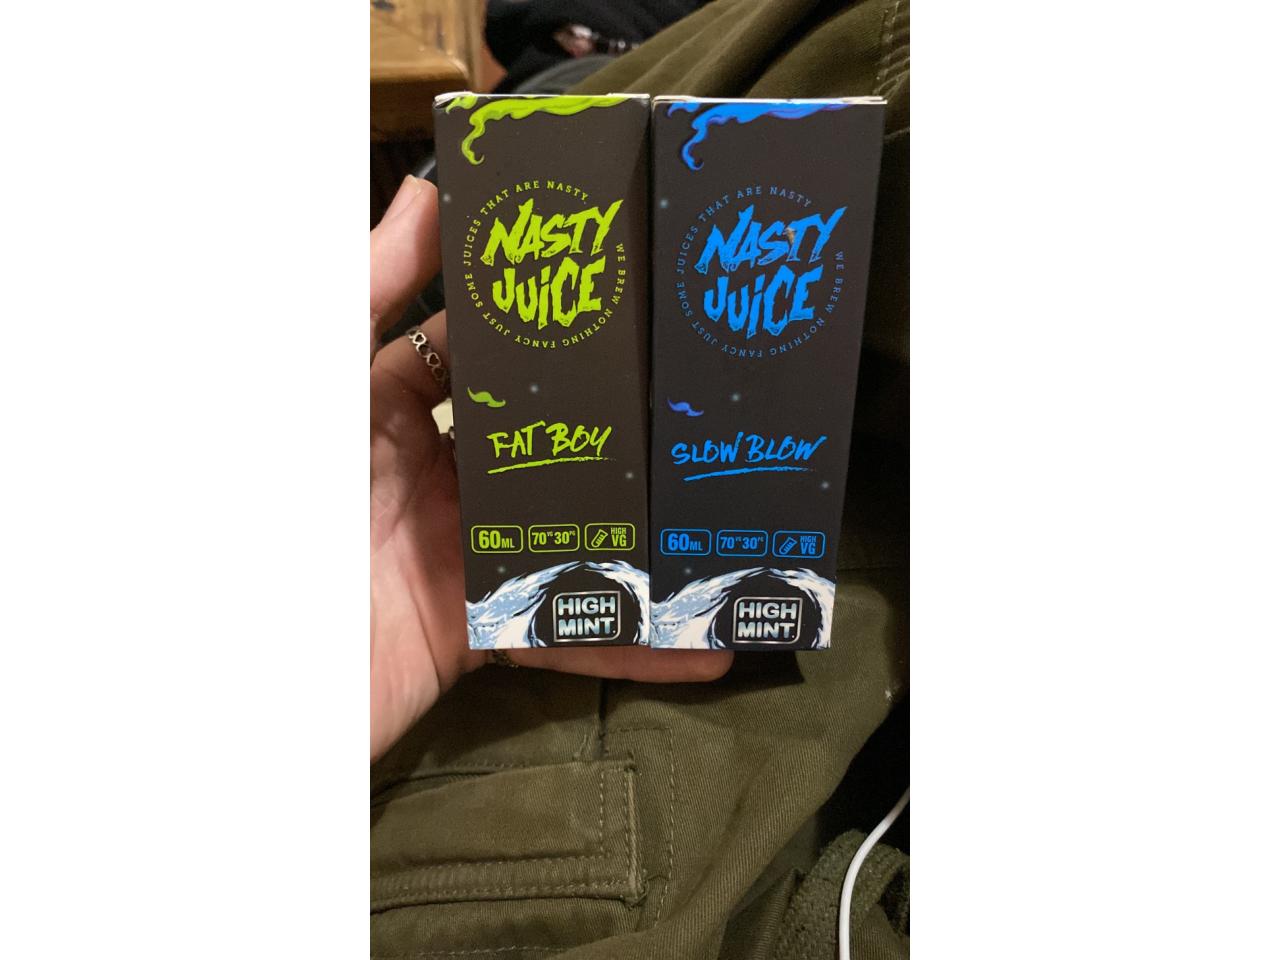 JUST SOME JUICES THAT ARE NASTY
WE BREW NOTHING FANCY
NASTY
JUICE
FAT BOY
60ML
70VG 30PG
HIGH
VG
HIGH
MINT
JUST SOME JUICES THAT ARE NASTY
WE BREW NOTHING FANCY
NASTY
JUICE
SLOW BLOW
60ML
70VG 30PG
HIGH
VG
HIGH
MINT